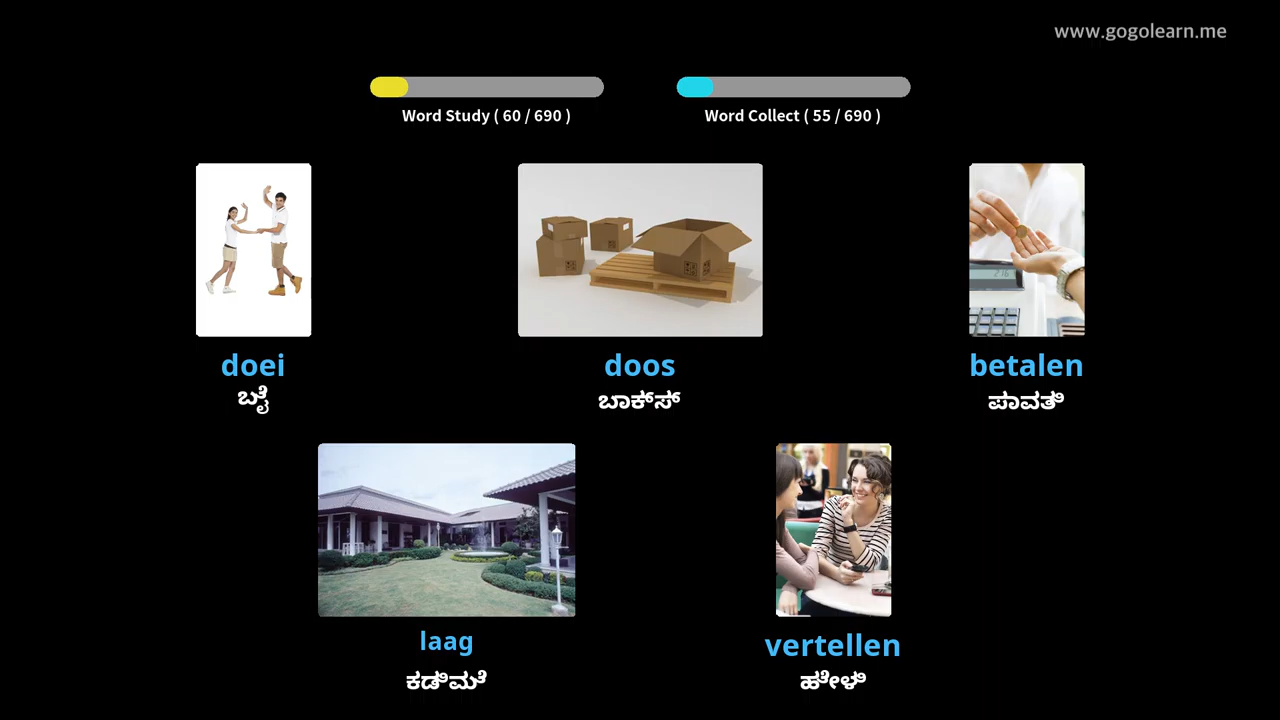 www.gogolearn.me
Word Study ( 60 / 690 )
Word Collect ( 55 / 690 )
doei
ಬೈ
doos
ಬಾಕ್ಸ್
betalen
ಪಾವತಿ
laag
ಕಡಿಮೆ
vertellen
ಹೇಳಿ